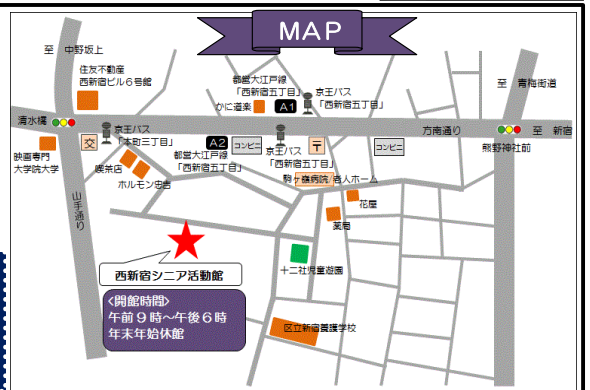 MAP
至 中野坂上
住友不動産
西新宿ビル６号館
都営大江戸線
「西新宿五丁目」
かに道楽
A1
京王バス
「西新宿五丁目」
至 青梅街道
清水橋
京王バス
「本町三丁目」
交
A2
コンビニ
都営大江戸線
「西新宿五丁目」
京王バス
「西新宿五丁目」
〒
コンビニ
方南通り
至 新宿
熊野神社前
映画専門
大学院大学
喫茶店
ホルモン忠吉
駒ヶ嶺病院/老人ホーム
花屋
薬局
山手通り
十二社児童遊園
西新宿シニア活動館
<開館時間>
午前９時～午後６時
年末年始休館
区立新宿養護学校